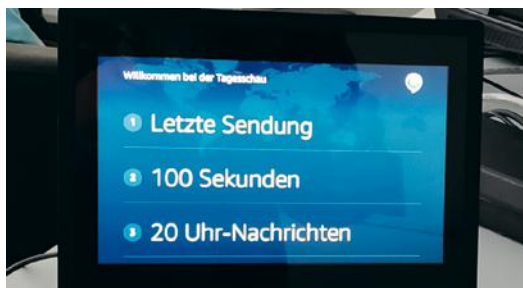 Willkommen bei der Tagesschau
1 Letzte Sendung
2 100 Sekunden
3 20 Uhr-Nachrichten